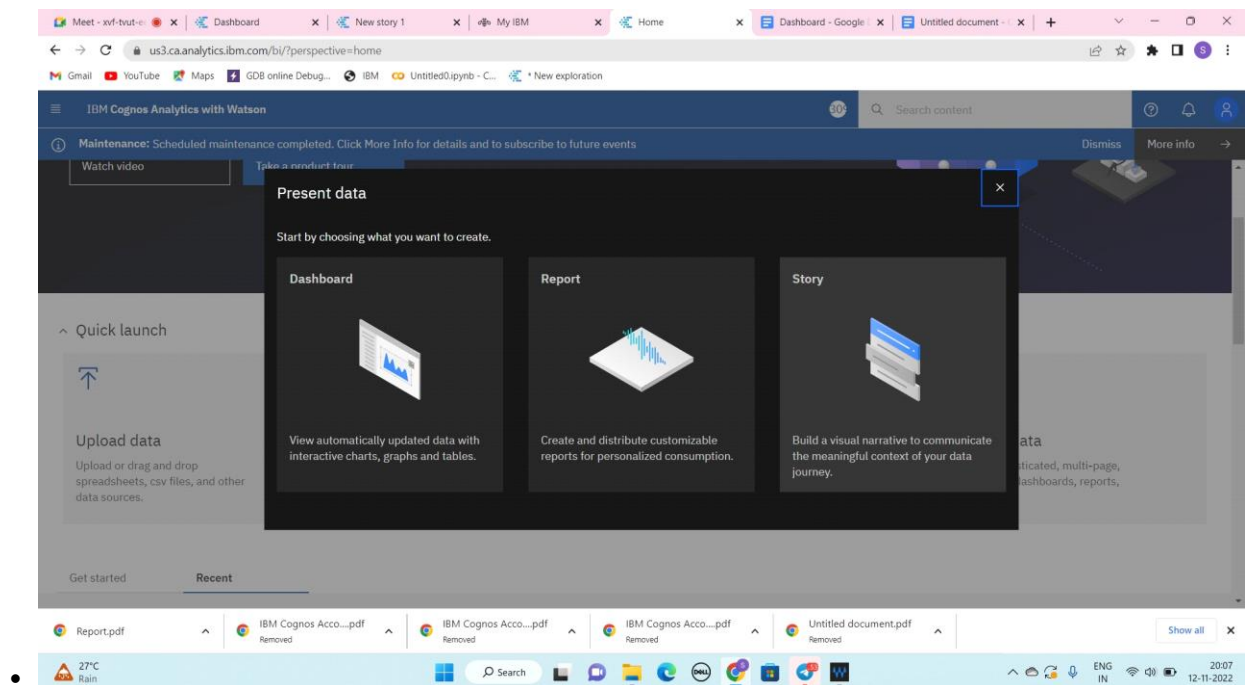 Meet - xvf-tvut-e
Dashboard
New story 1
My IBM
Home
Dashboard - Google
Untitled document -
us3.ca.analytics.ibm.com/bi/?perspective=home
Gmail
YouTube
Maps
GDB online Debug...
IBM
Untitled0.ipynb - C...
* New exploration
IBM Cognos Analytics with Watson
Search content
Maintenance: Scheduled maintenance completed. Click More Info for details and to subscribe to future events
Dismiss
More info
Watch video
Take a product tour
Present data
Start by choosing what you want to create.
Dashboard
Report
Story
View automatically updated data with
interactive charts, graphs and tables.
Create and distribute customizable
reports for personalized consumption.
Build a visual narrative to communicate
the meaningful context of your data
journey.
Quick launch
Upload data
Upload or drag and drop
spreadsheets, csv files, and other
data sources.
ata
ticated, multi-page,
ashboards, reports,
Get started
Recent
Report.pdf
IBM Cognos Acco....pdf
Removed
IBM Cognos Acco....pdf
Removed
IBM Cognos Acco....pdf
Removed
Untitled document.pdf
Removed
Show all
27°C
Rain
Search
DELL
ENG
IN
20:07
12-11-2022